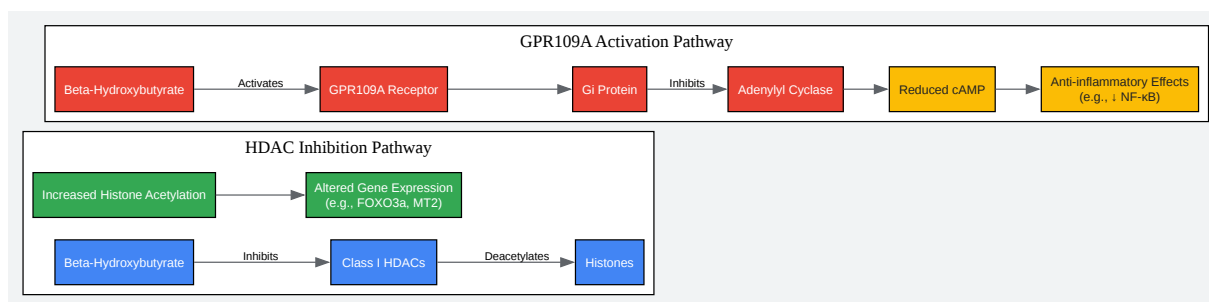 GPR109A Activation Pathway
Beta-Hydroxybutyrate
Activates
GPR109A Receptor
Gi Protein
Inhibits
Adenylyl Cyclase
Reduced cAMP
Anti-inflammatory Effects
(e.g., ↓ NF-κB)
HDAC Inhibition Pathway
Increased Histone Acetylation
Altered Gene Expression
(e.g., FOXO3a, MT2)
Beta-Hydroxybutyrate
Inhibits
Class I HDACs
Deacetylates
Histones